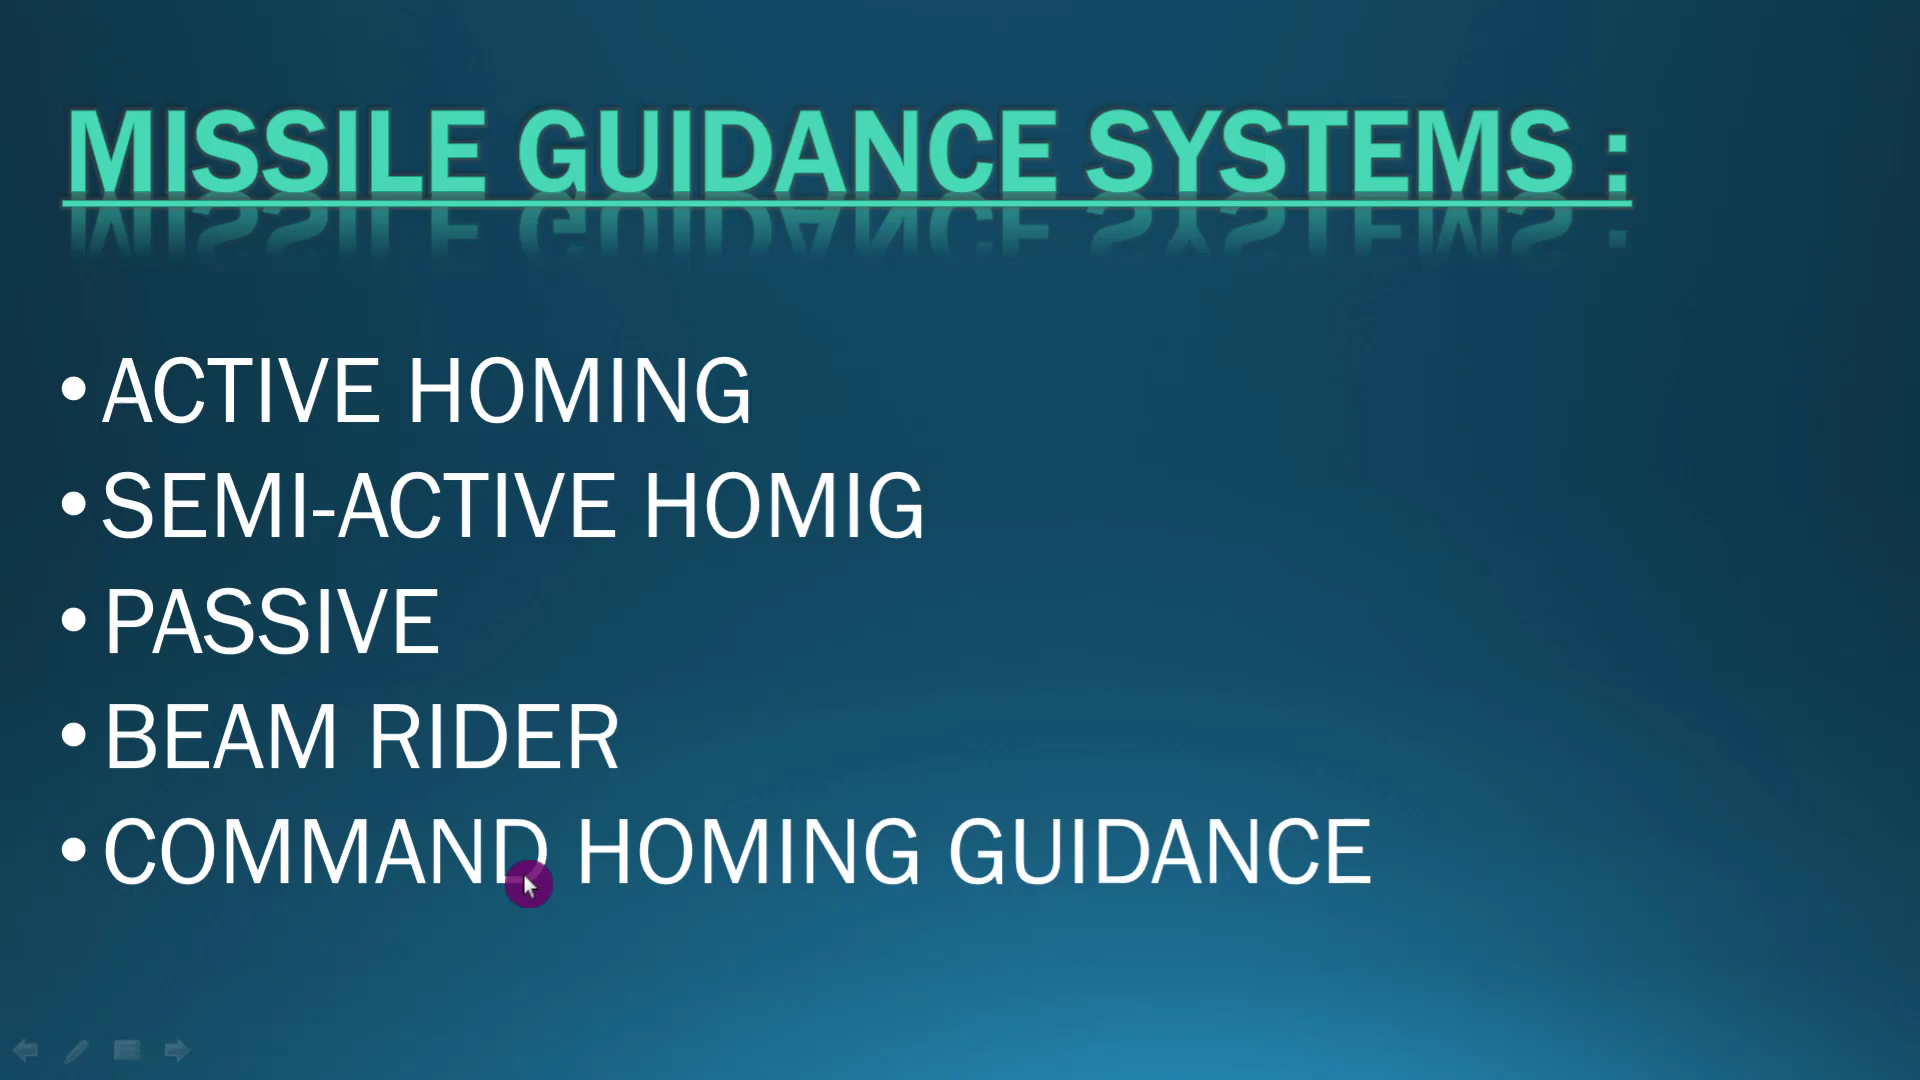 MISSILE GUIDANCE SYSTEMS :
• ACTIVE HOMING
• SEMI-ACTIVE HOMIG
• PASSIVE
• BEAM RIDER
• COMMAND HOMING GUIDANCE